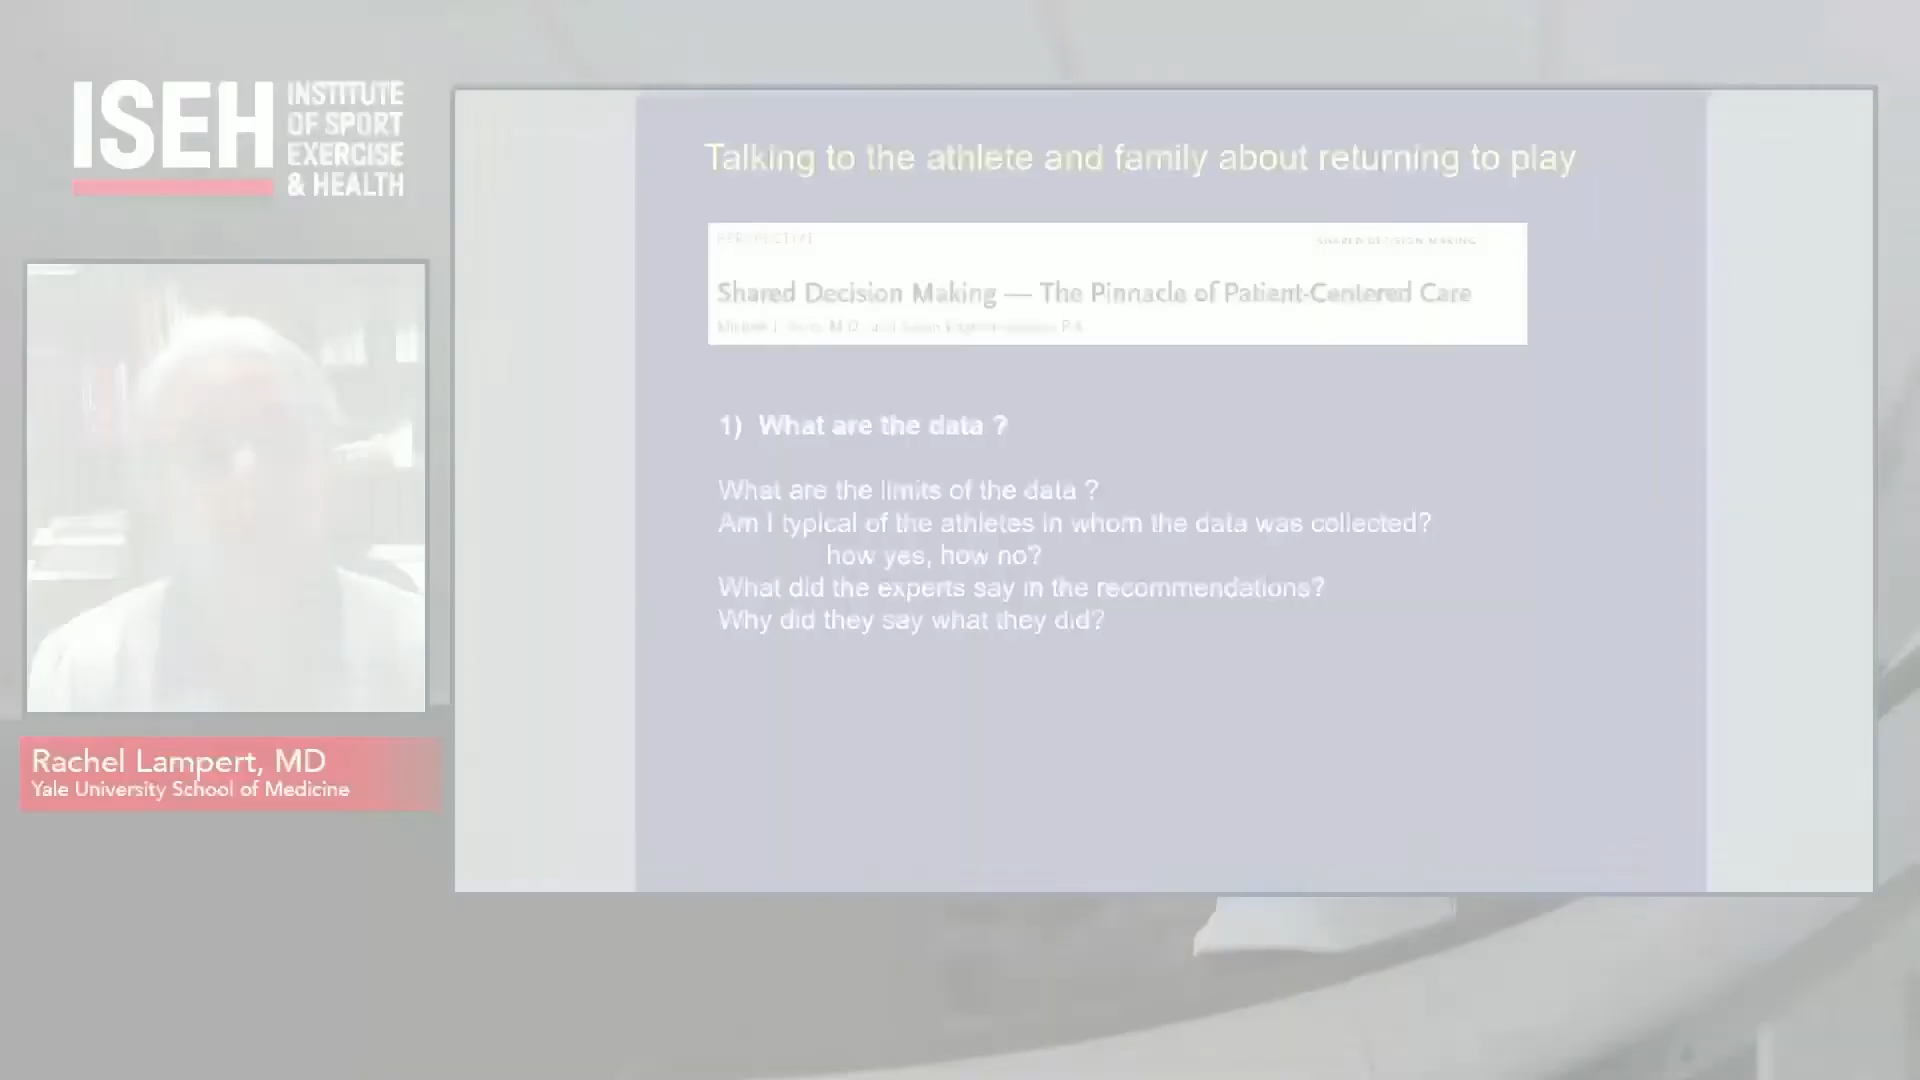 ISEH
INSTITUTE
OF SPORT
EXERCISE
& HEALTH
Talking to the athlete and family about returning to play
PERSPECTIVE
SHARED DECISION MAKING
Shared Decision Making — The Pinnacle of Patient-Centered Care
1) What are the data ?
What are the limits of the data ?
Am I typical of the athletes in whom the data was collected?
how yes, how no?
What did the experts say in the recommendations?
Why did they say what they did?
Rachel Lampert, MD
Yale University School of Medicine